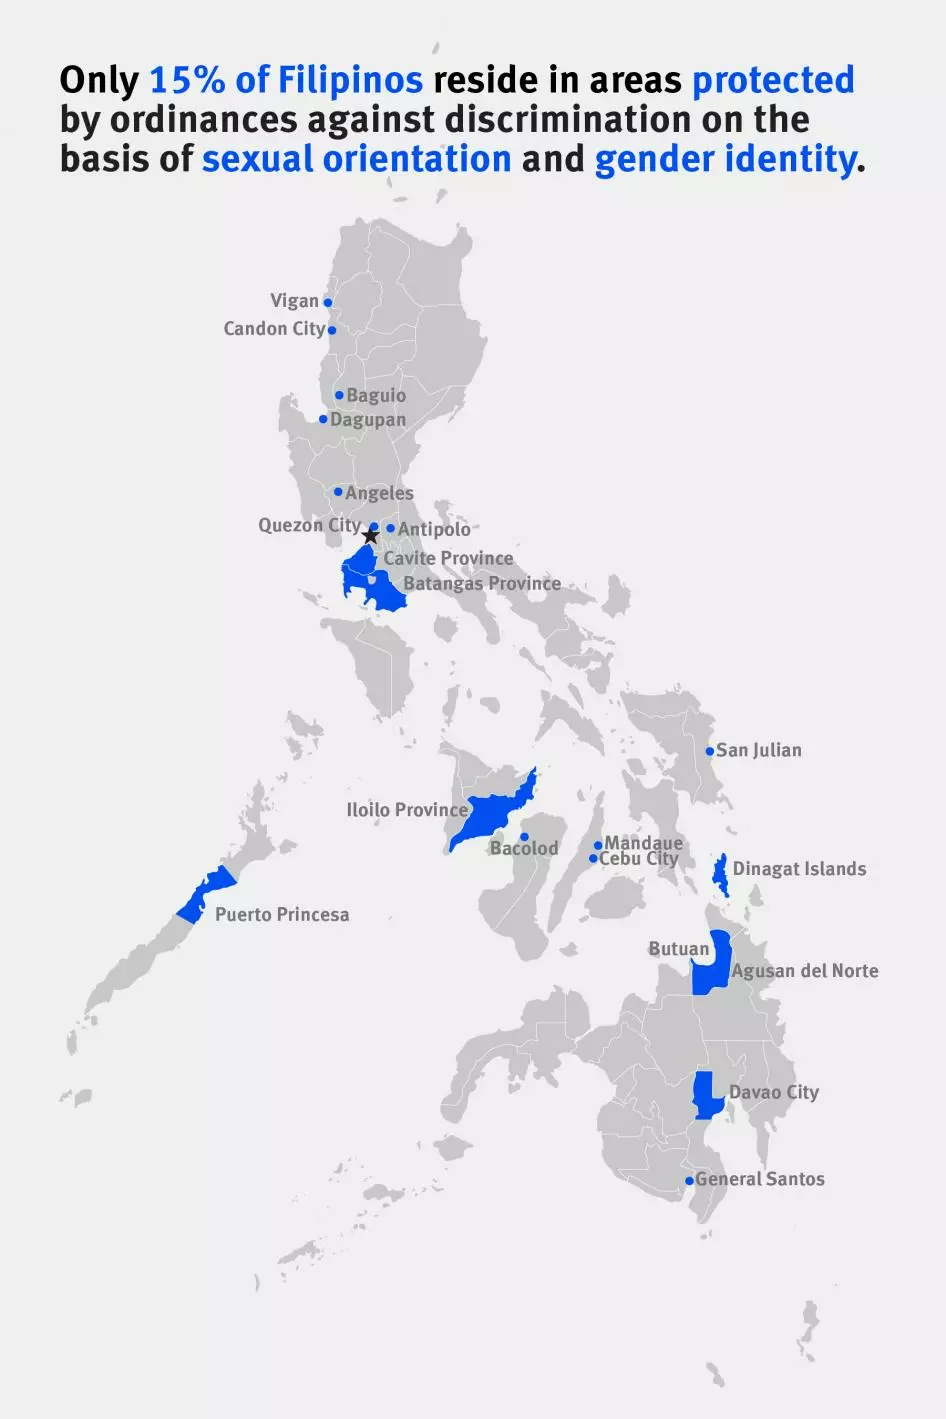 Only 15% of Filipinos reside in areas protected
by ordinances against discrimination on the
basis of sexual orientation and gender identity.
Vigan
Candon City
Baguio
Dagupan
Angeles
Quezon City
Antipolo
Cavite Province
Batangas Province
San Julian
Iloilo Province
Bacolod
Mandaue
Cebu City
Dinagat Islands
Puerto Princesa
Butuan
Agusan del Norte
Davao City
General Santos